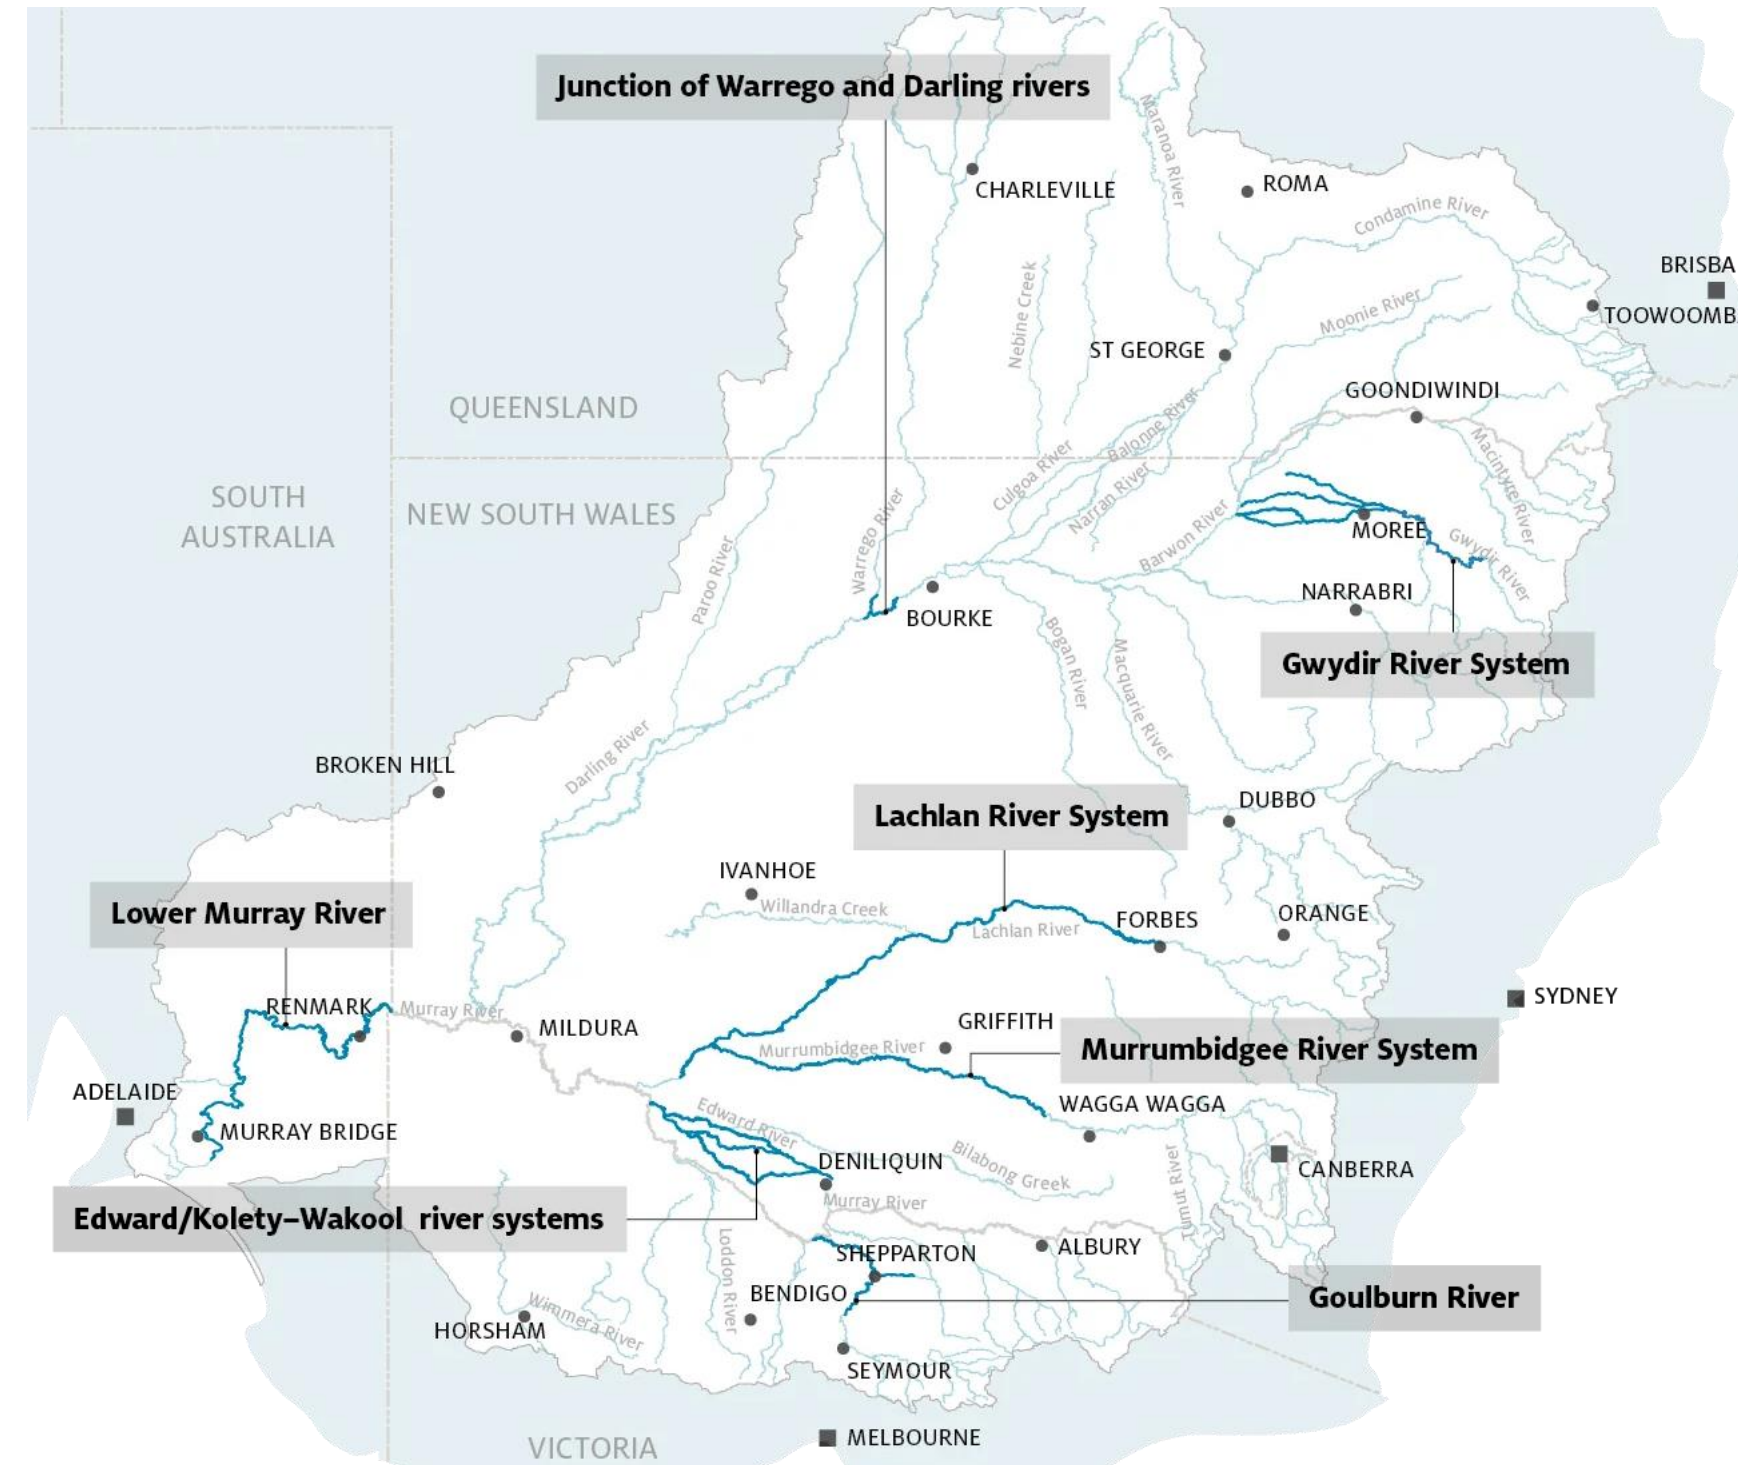 Junction of Warrego and Darling rivers
Maranoa River
CHARLEVILLE
ROMA
Condamine River
BRISBA
TOOWOOMB
Nebine Creek
Moonie River
ST GEORGE
GOONDIWINDI
QUEENSLAND
Balonne River
Culgoa River
Narran River
Macintyre River
SOUTH
AUSTRALIA
NEW SOUTH WALES
Warrego River
Paroo River
Barwon River
MOREE
Gwydir River
NARRABRI
BOURKE
Bogan River
Macquarie River
Gwydir River System
Darling River
BROKEN HILL
Lachlan River System
DUBBO
IVANHOE
Willandra Creek
Lower Murray River
FORBES
ORANGE
Lachlan River
RENMARK
Murray River
MILDURA
SYDNEY
GRIFFITH
Murrumbidgee River
Murrumbidgee River System
ADELAIDE
WAGGA WAGGA
Edward River
MURRAY BRIDGE
DENILIQUIN
Bilabong Creek
CANBERRA
Tumut River
Murray River
Edward/Kolety–Wakool river systems
Loddon River
SHEPPARTON
ALBURY
BENDIGO
Goulburn River
Wimmera River
HORSHAM
SEYMOUR
MELBOURNE
VICTORIA